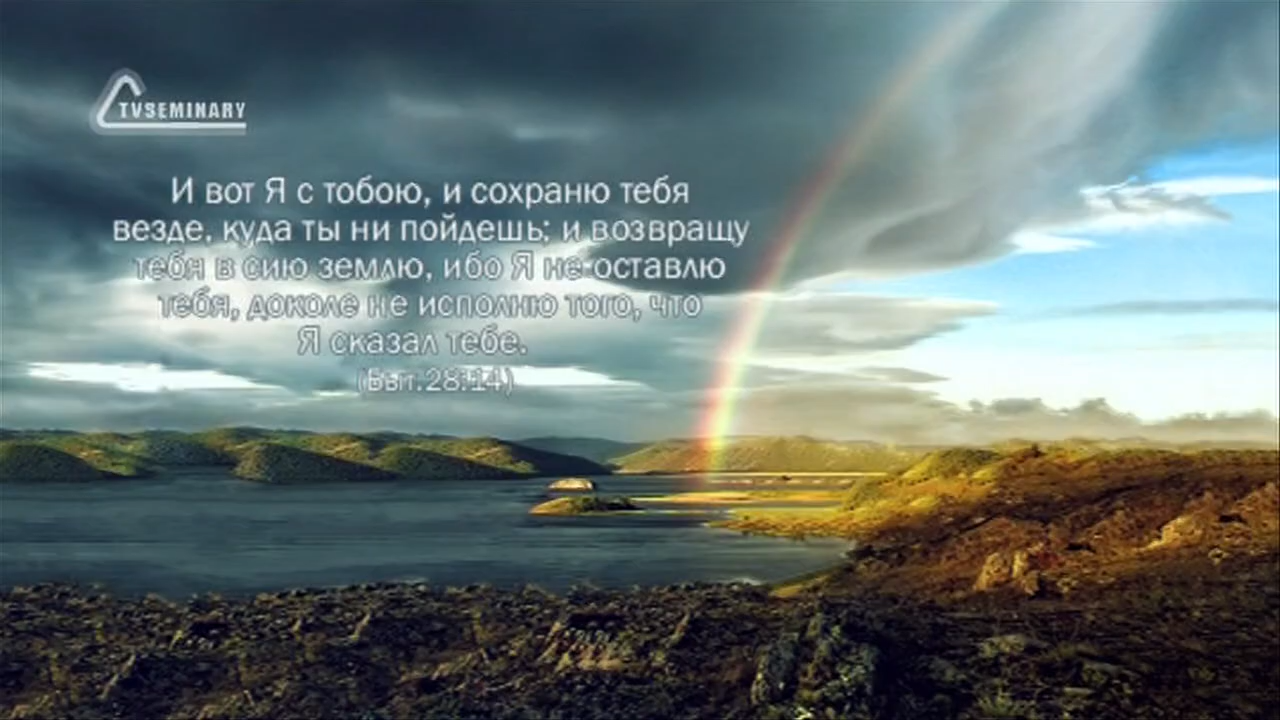 TVSEMINARY
И вот Я с тобою, и сохраню тебя
везде, куда ты ни пойдешь; и возвращу
тебя в сию землю, ибо Я не оставлю
тебя, доколе не исполню того, что
Я сказал тебе.
(Быт.28:14)